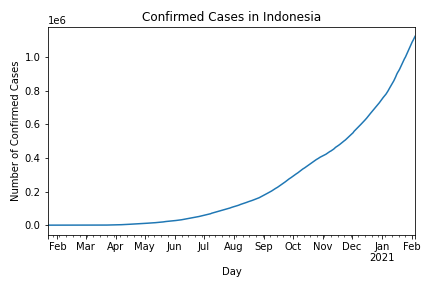 Confirmed Cases in Indonesia
1e6
Number of Confirmed Cases
1.0
0.8
0.6
0.4
0.2
0.0
Feb Mar Apr May Jun Jul Aug Sep Oct Nov Dec Jan Feb
2021
Day